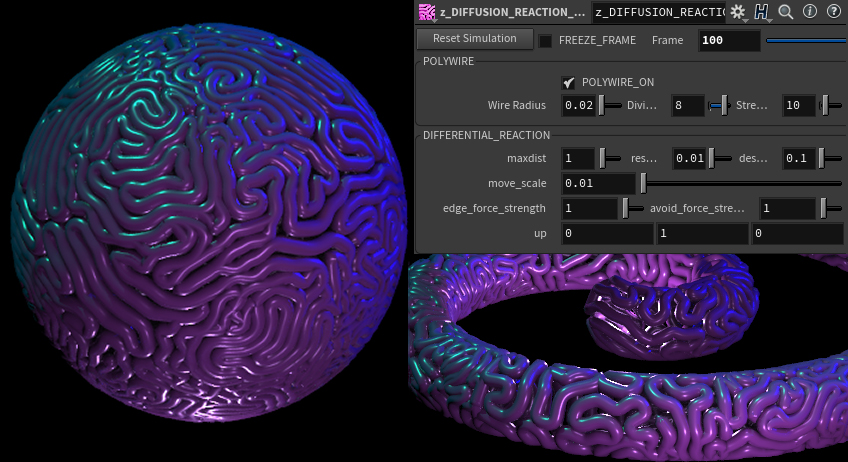 z_DIFFUSION_REACTION_... z_DIFFUSION_REACTIO
Reset Simulation FREEZE_FRAME Frame 100
POLYWIRE
POLYWIRE_ON
Wire Radius 0.02 Divi... 8 Stre... 10
DIFFERENTIAL_REACTION
maxdist 1 res... 0.01 des... 0.1
move_scale 0.01
edge_force_strength 1 avoid_force_stre... 1
up 0 1 0